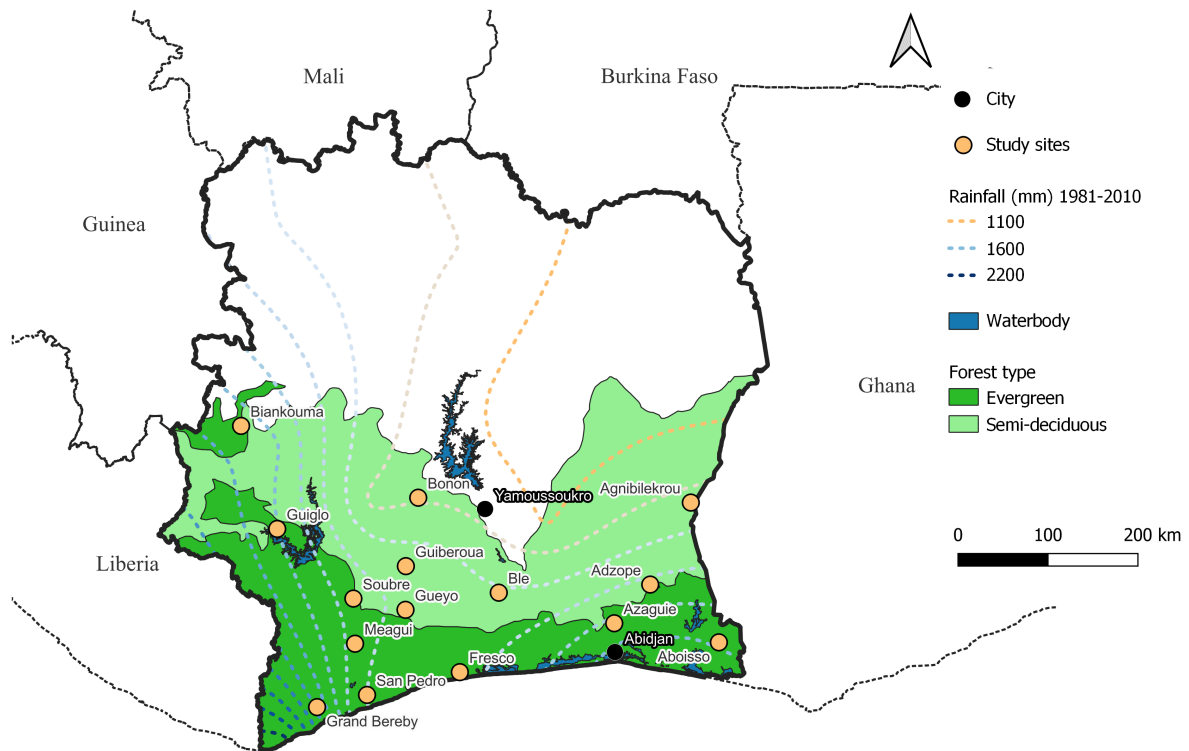 Mali
Burkina Faso
City
Study sites
Rainfall (mm) 1981-2010
1100
1600
2200
Guinea
Waterbody
Ghana
Forest type
Evergreen
Semi-deciduous
Biankouma
Bonon
Yamoussoukro
Agnibilekrou
Guiglo
0 100 200 km
Liberia
Guiberoua
Soubre
Gueyo
Ble
Adzope
Azaguie
Meagui
Abidjan
Aboisso
Fresco
San Pedro
Grand Bereby